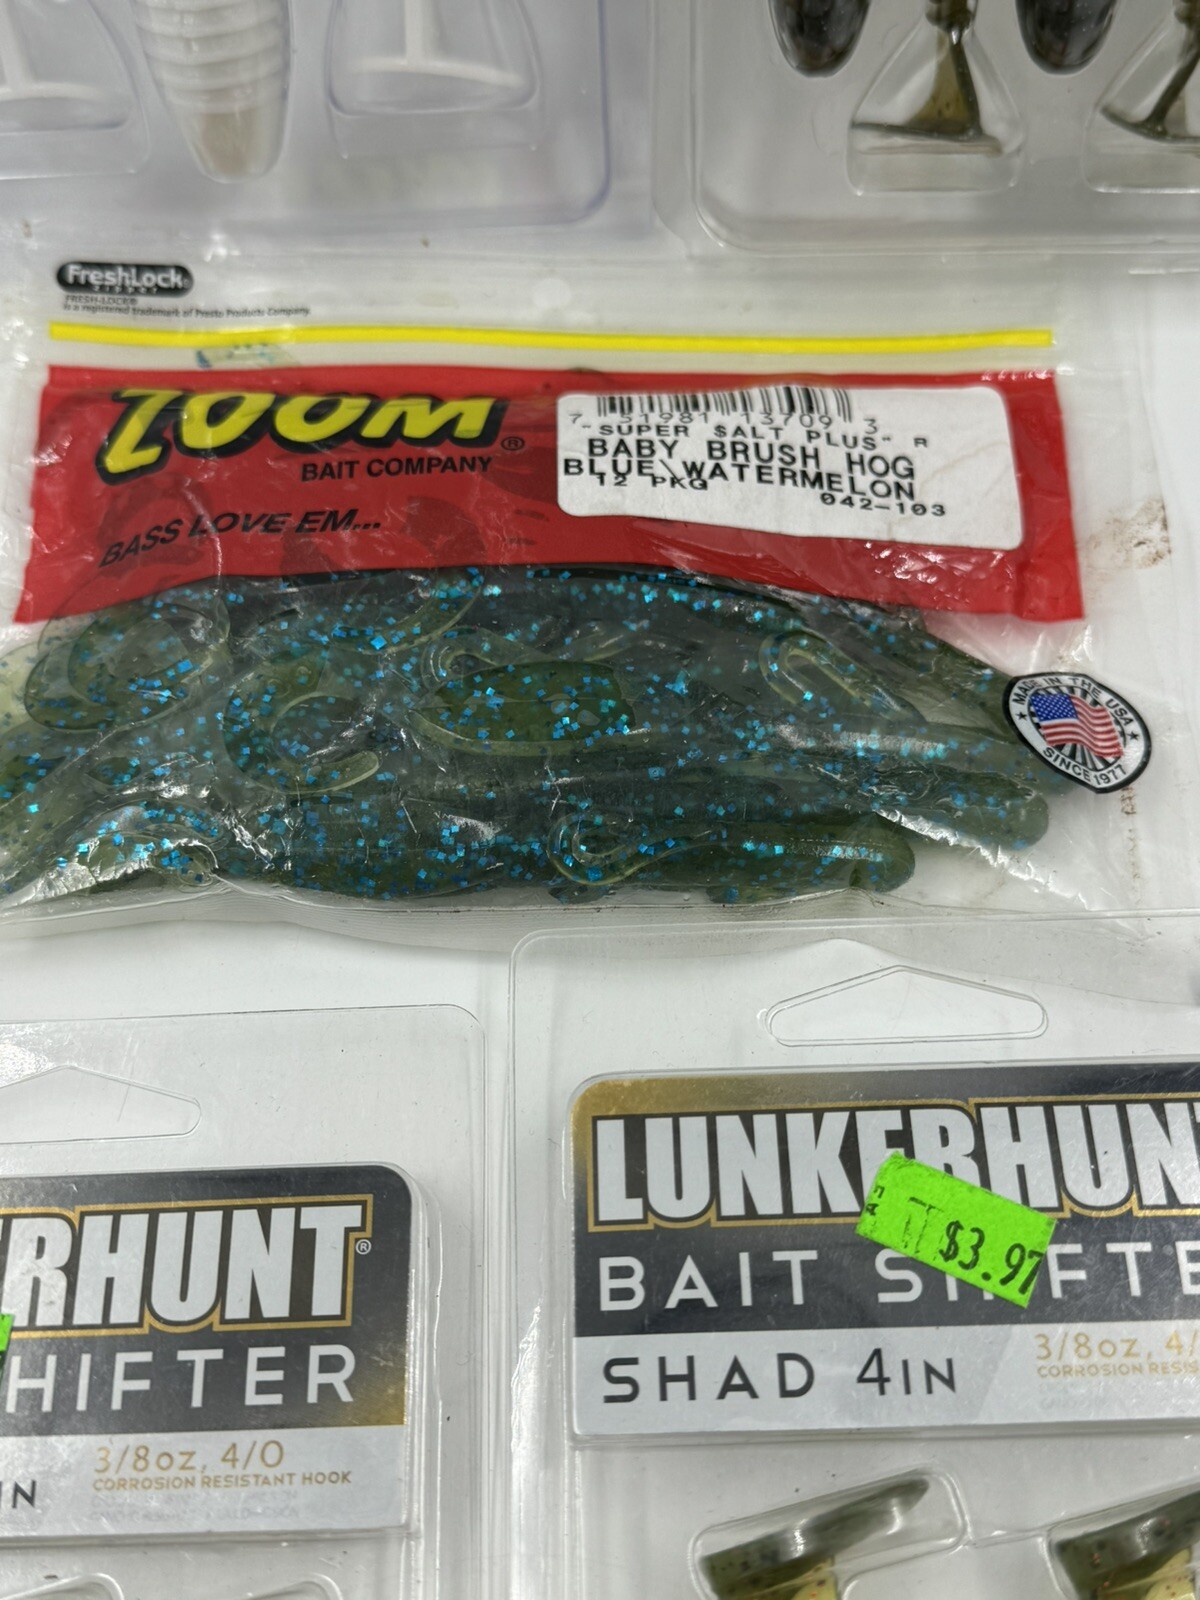 FreshLock®
ZIPPER
FRESH-LOCK®
is a registered trademark of Presto Products Company
ZOOM®
BAIT COMPANY
BASS LOVE EM...
7 51981 13709 3
"SUPER $ALT PLUS" R
BABY BRUSH HOG
BLUE\WATERMELON
12 PKG
042-103
MADE IN THE USA
SINCE 1977
RHUNT®
HIFTER
IN
3/8oz, 4/0
CORROSION RESISTANT HOOK
LUNKERHUNT
$3.97
BAIT SHIFTE
SHAD 4IN
3/8oz, 4/
CORROSION RESIS